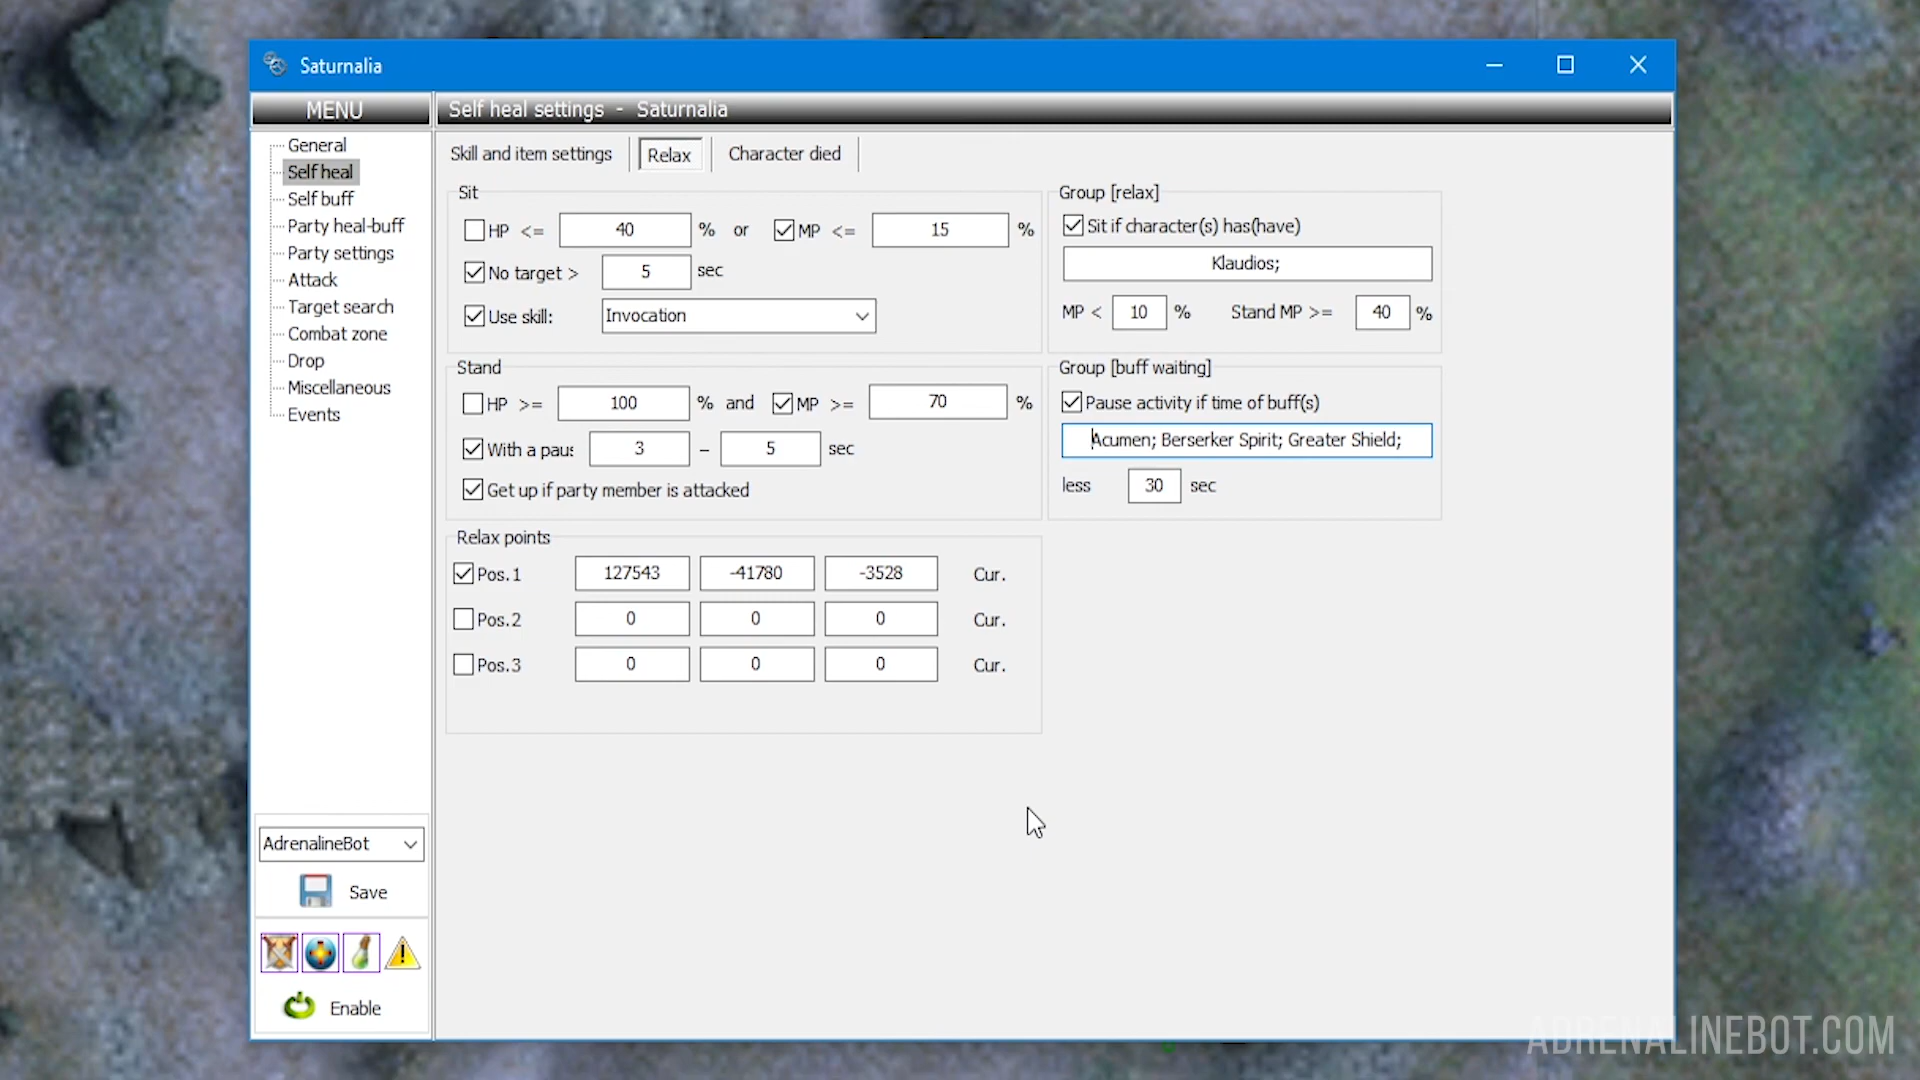 Saturnalia
MENU
Self heal settings - Saturnalia
General
Self heal
Self buff
Party heal-buff
Party settings
Attack
Target search
Combat zone
Drop
Miscellaneous
Events
Skill and item settings
Relax
Character died
Sit
HP <= 40 % or MP <= 15 %
No target > 5 sec
Use skill: Invocation
Stand
HP >= 100 % and MP >= 70 %
With a paus 3 – 5 sec
Get up if party member is attacked
Relax points
Pos.1 127543 -41780 -3528 Cur.
Pos.2 0 0 0 Cur.
Pos.3 0 0 0 Cur.
Group [relax]
Sit if character(s) has(have)
Klaudios;
MP < 10 % Stand MP >= 40 %
Group [buff waiting]
Pause activity if time of buff(s)
Acumen; Berserker Spirit; Greater Shield;
less 30 sec
AdrenalineBot
Save
Enable
ADRENALINEBOT.COM